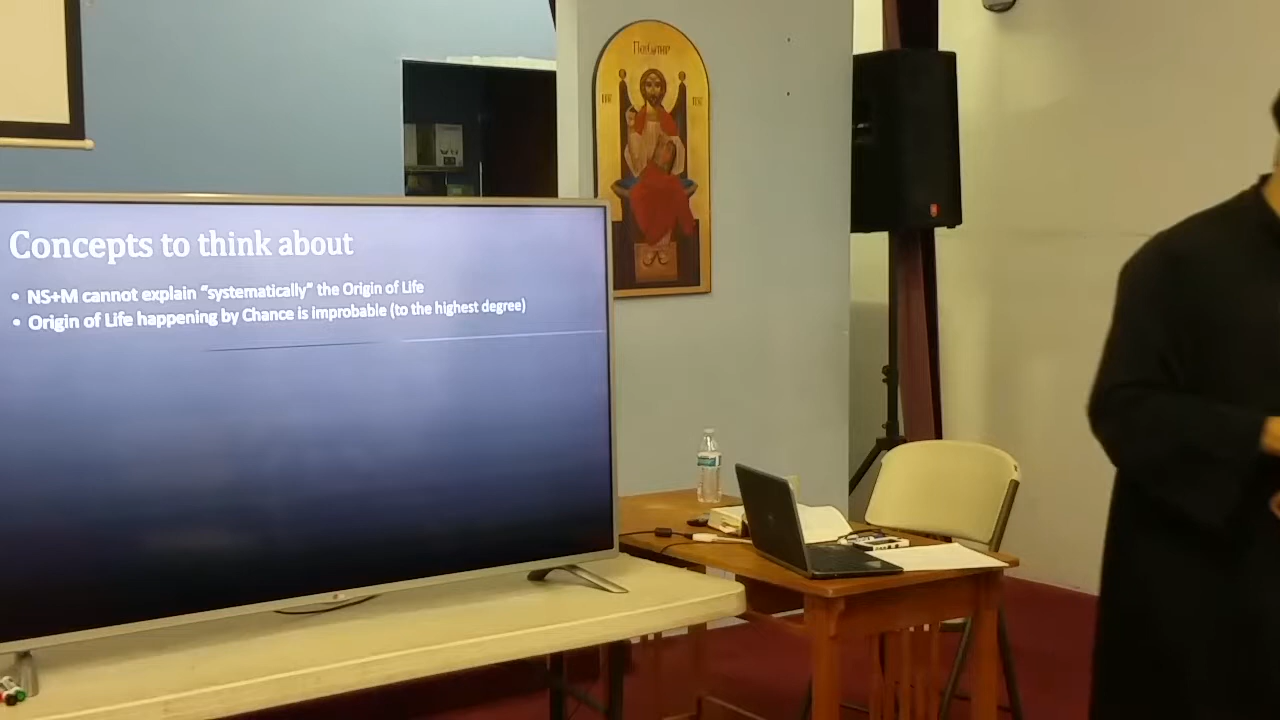 Concepts to think about
• NS+M cannot explain “systematically” the Origin of Life
• Origin of Life happening by Chance is improbable (to the highest degree)